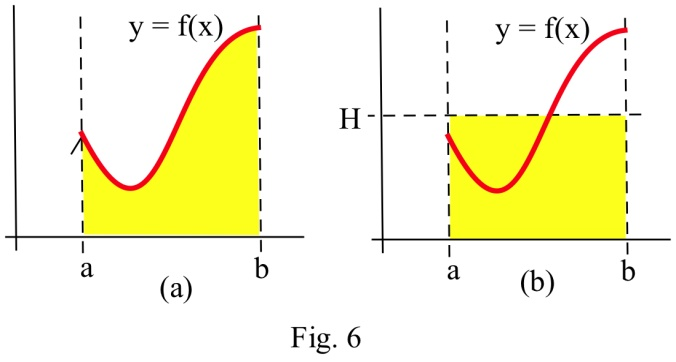 y = f(x)
a
b
(a)
y = f(x)
H
a
b
(b)
Fig. 6